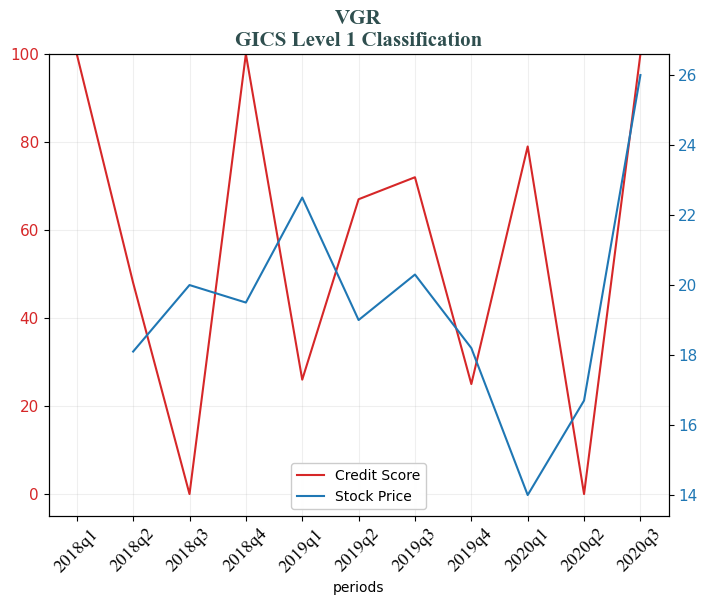 VGR
GICS Level 1 Classification
100
80
60
40
20
0
26
24
22
20
18
16
14
Credit Score
Stock Price
2018q1
2018q2
2018q3
2018q4
2019q1
2019q2
2019q3
2019q4
2020q1
2020q2
2020q3
periods